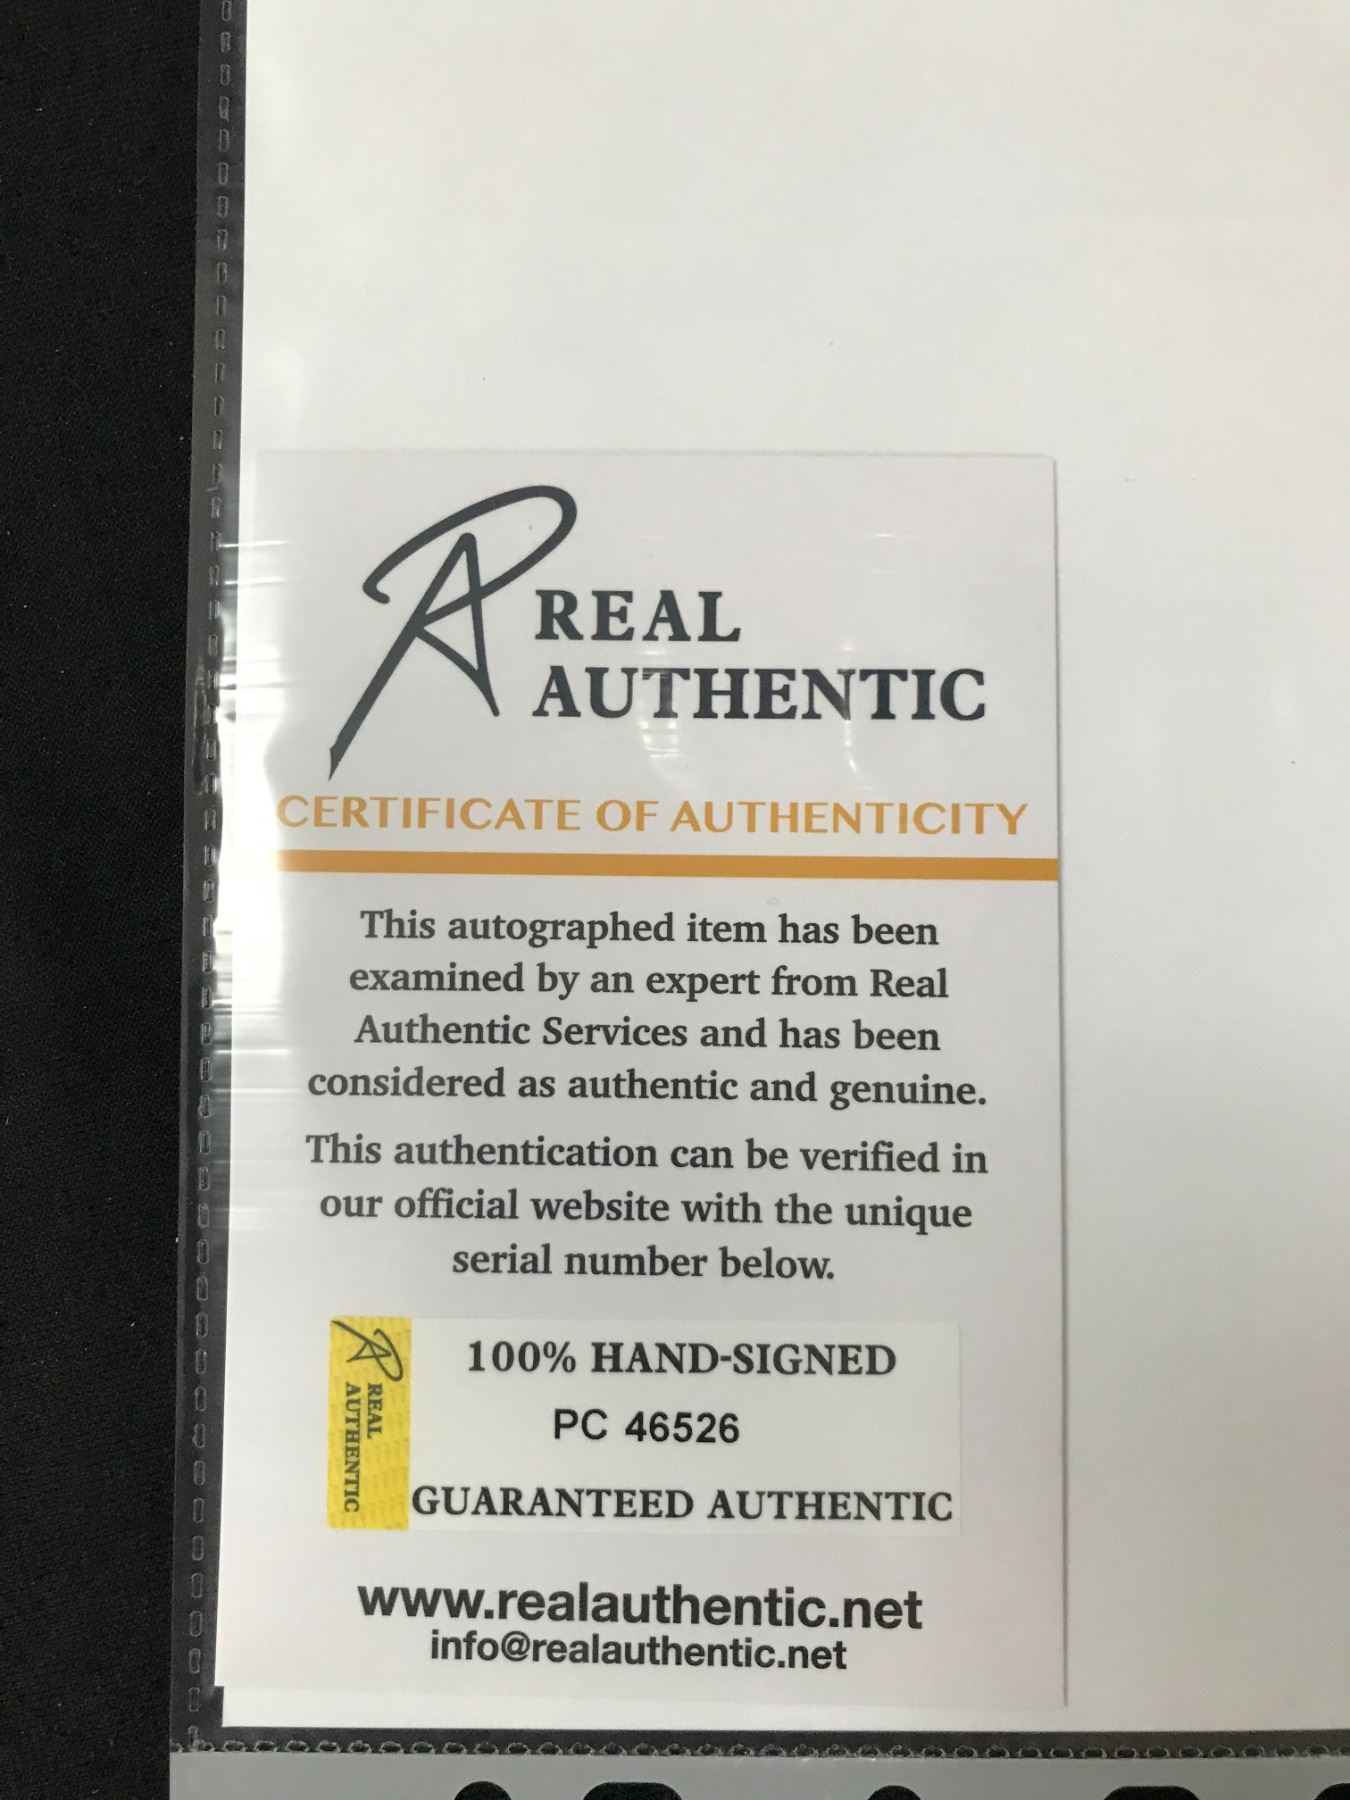 REAL
AUTHENTIC
CERTIFICATE OF AUTHENTICITY
This autographed item has been
examined by an expert from Real
Authentic Services and has been
considered as authentic and genuine.
This authentication can be verified in
our official website with the unique
serial number below.
REAL
AUTHENTIC
100% HAND-SIGNED
PC 46526
GUARANTEED AUTHENTIC
www.realauthentic.net
info@realauthentic.net